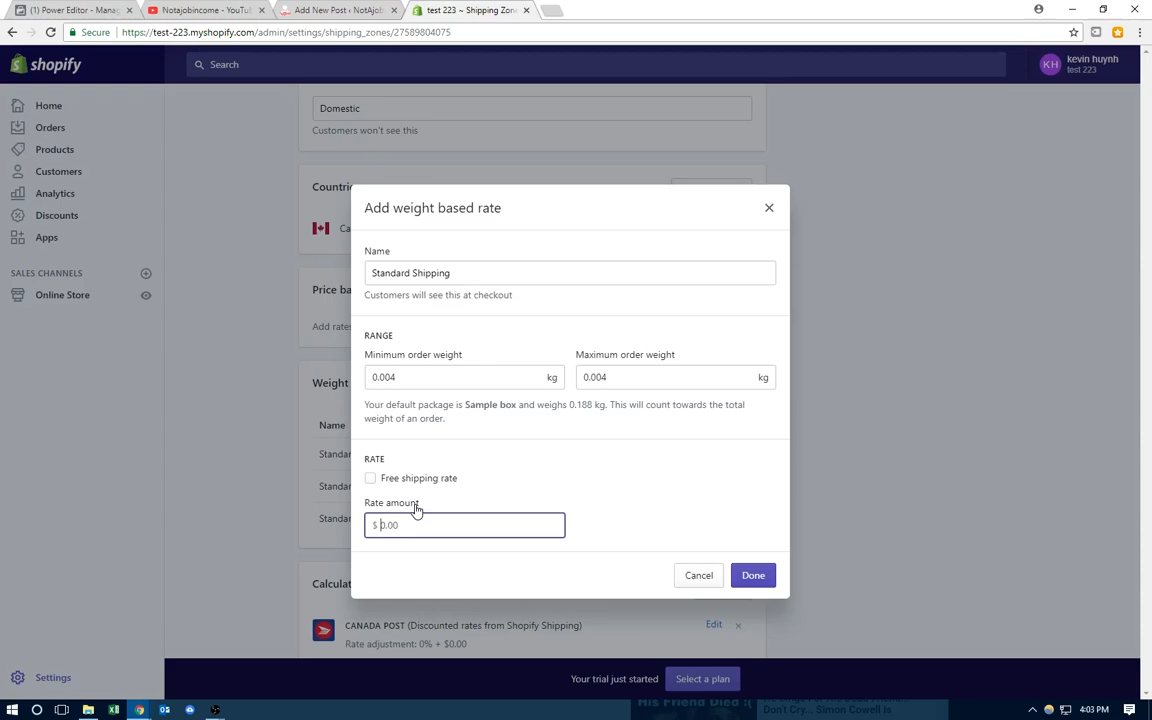 (1) Power Editor - Manag
Notajobincome - YouTub
Add New Post ‹ NotAjob
test 223 ~ Shipping Zon
Secure
https://test-223.myshopify.com/admin/settings/shipping_zones/27589804075
shopify
Search
KH
kevin huynh
test 223
Home
Orders
Products
Customers
Analytics
Discounts
Apps
SALES CHANNELS
Online Store
Settings
Domestic
Customers won't see this
Countrie
Ca
Price ba
Add rates
Weight
Name
Standar
Standar
Standar
Calculat
CANADA POST (Discounted rates from Shopify Shipping)
Edit
Rate adjustment: 0% + $0.00
Add weight based rate
Name
Standard Shipping
Customers will see this at checkout
RANGE
Minimum order weight
Maximum order weight
0.004 kg
0.004 kg
Your default package is Sample box and weighs 0.188 kg. This will count towards the total
weight of an order.
RATE
Free shipping rate
Rate amount
$ 0.00
Cancel
Done
Your trial just started
Select a plan
His Friend Died :(
Don't Cry... Simon Cowell Is
4:03 PM